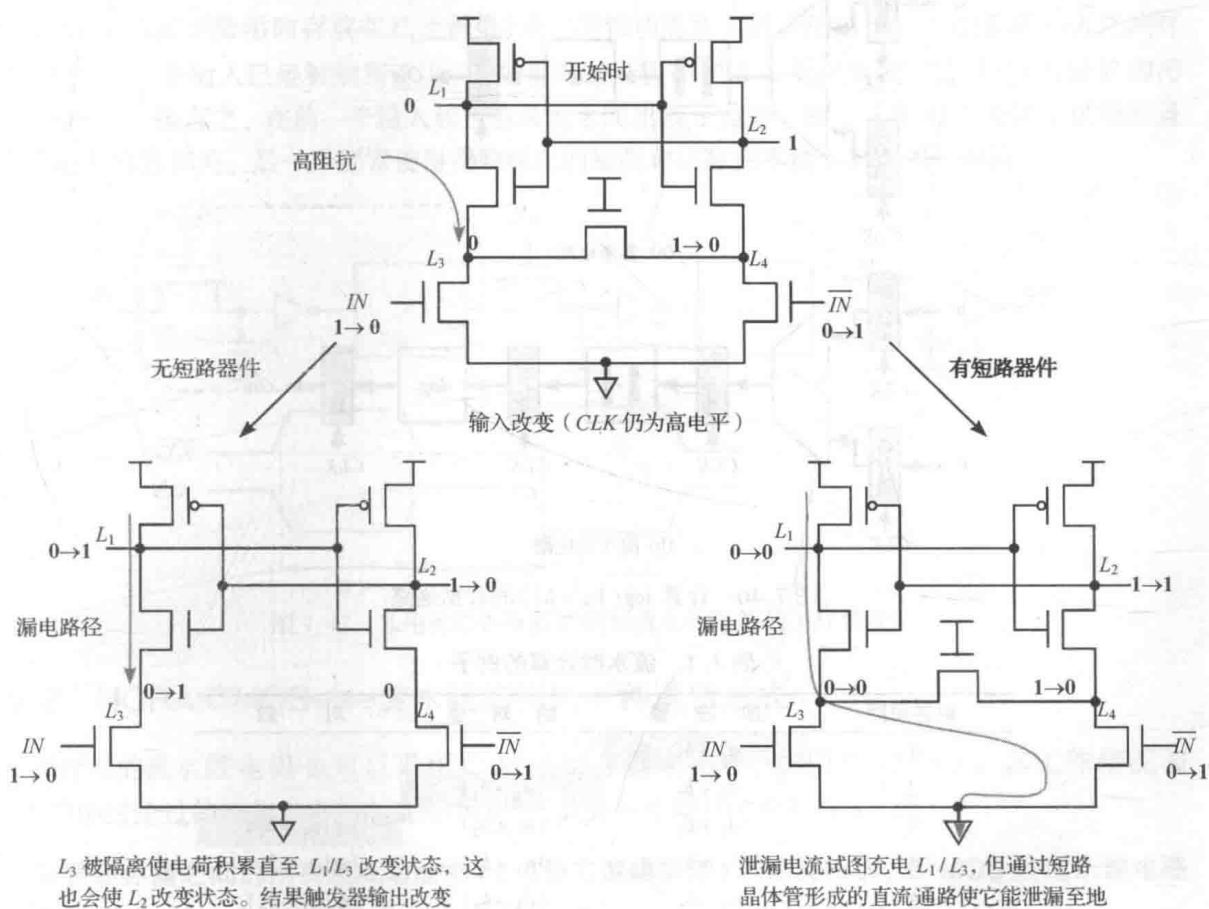 开始时
L1
0
L2
1
高阻抗
0
1→0
L3
L4
IN
1→0
IN
0→1
无短路器件
有短路器件
输入改变（CLK 仍为高电平）
L1
0→1
L2
1→0
漏电路径
0→1
0
L3
L4
IN
1→0
IN
0→1
L3 被隔离使电荷积累直至 L1/L3 改变状态，这
也会使 L2 改变状态。结果触发器输出改变
L1
0→0
L2
1→1
漏电路径
0→0
1→0
L3
L4
IN
1→0
IN
0→1
泄漏电流试图充电 L1/L3，但通过短路
晶体管形成的直流通路使它能泄漏至地